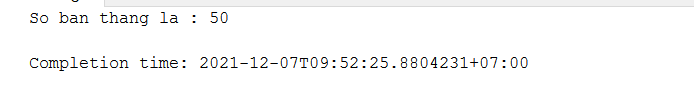 So ban thang la : 50
Completion time: 2021-12-07T09:52:25.8804231+07:00